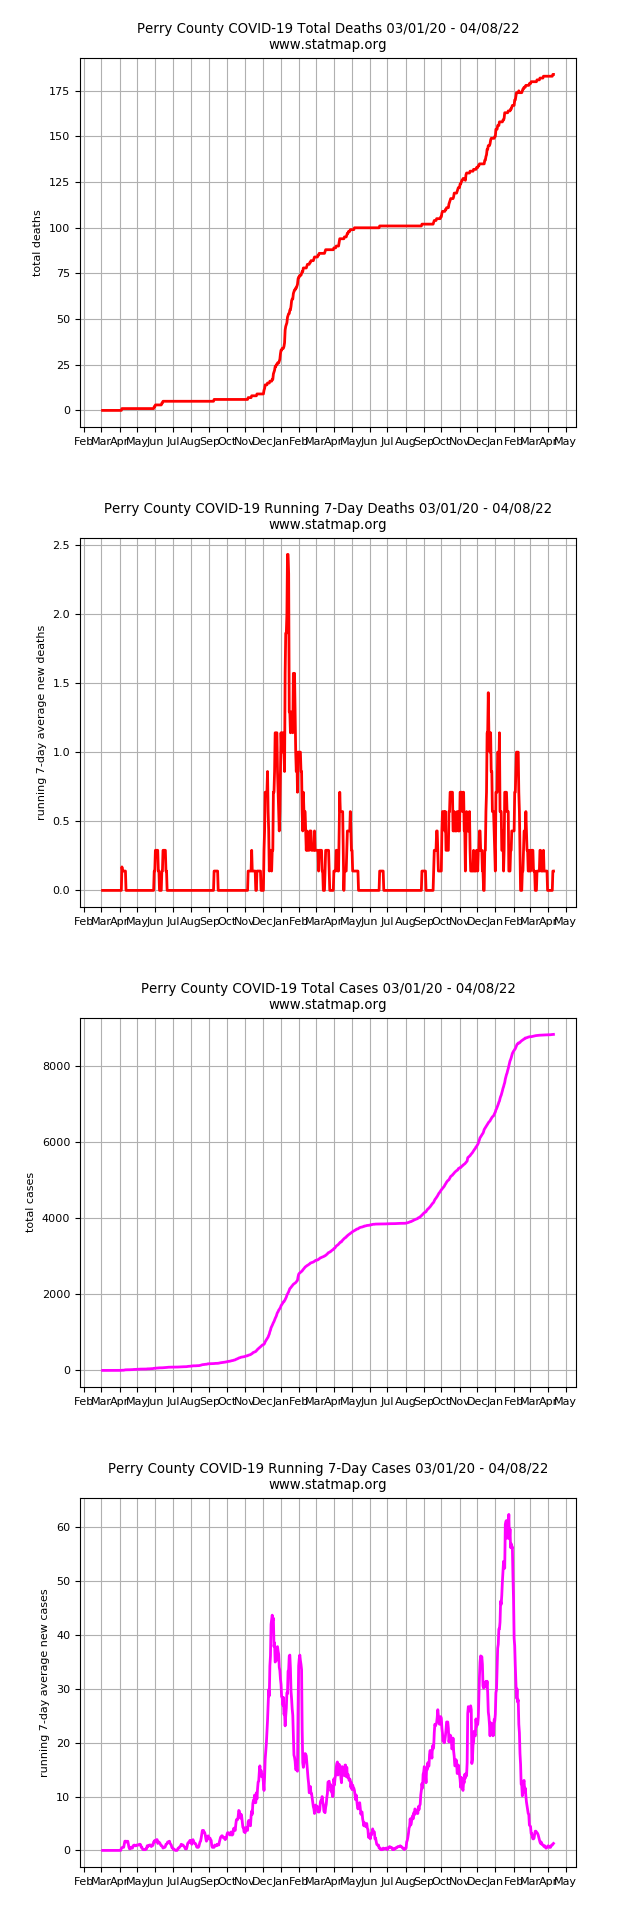 Perry County COVID-19 Total Deaths 03/01/20 - 04/08/22
www.statmap.org
175
150
125
100
75
50
25
0
total deaths
Feb Mar Apr May Jun Jul Aug Sep Oct Nov Dec Jan Feb Mar Apr May Jun Jul Aug Sep Oct Nov Dec Jan Feb Mar Apr May
Perry County COVID-19 Running 7-Day Deaths 03/01/20 - 04/08/22
www.statmap.org
2.5
2.0
1.5
1.0
0.5
0.0
running 7-day average new deaths
Feb Mar Apr May Jun Jul Aug Sep Oct Nov Dec Jan Feb Mar Apr May Jun Jul Aug Sep Oct Nov Dec Jan Feb Mar Apr May
Perry County COVID-19 Total Cases 03/01/20 - 04/08/22
www.statmap.org
8000
6000
4000
2000
0
total cases
Feb Mar Apr May Jun Jul Aug Sep Oct Nov Dec Jan Feb Mar Apr May Jun Jul Aug Sep Oct Nov Dec Jan Feb Mar Apr May
Perry County COVID-19 Running 7-Day Cases 03/01/20 - 04/08/22
www.statmap.org
60
50
40
30
20
10
0
running 7-day average new cases
Feb Mar Apr May Jun Jul Aug Sep Oct Nov Dec Jan Feb Mar Apr May Jun Jul Aug Sep Oct Nov Dec Jan Feb Mar Apr May